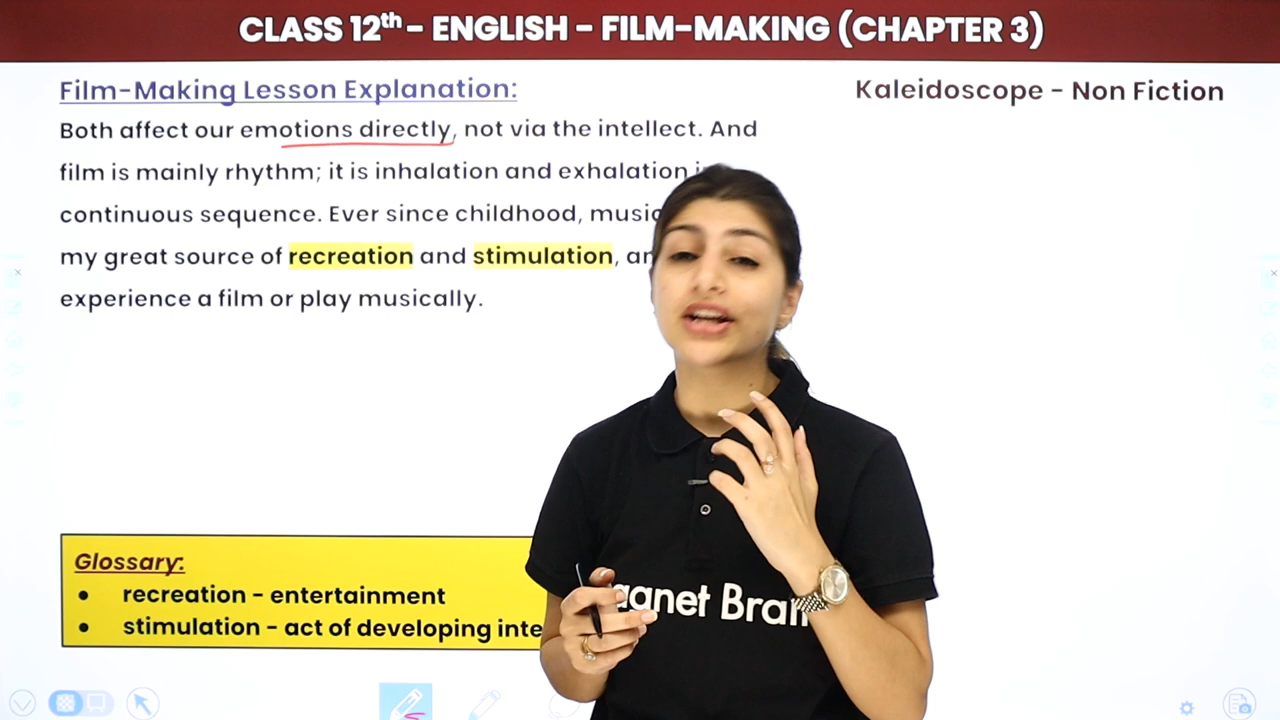 CLASS 12th - ENGLISH - FILM-MAKING (CHAPTER 3)
Film-Making Lesson Explanation:
Kaleidoscope - Non Fiction
Both affect our emotions directly, not via the intellect. And
film is mainly rhythm; it is inhalation and exhalation
continuous sequence. Ever since childhood,
my great source of recreation and stimulation,
experience a film or play musically.
Glossary:
● recreation - entertainment
● stimulation - act of developing